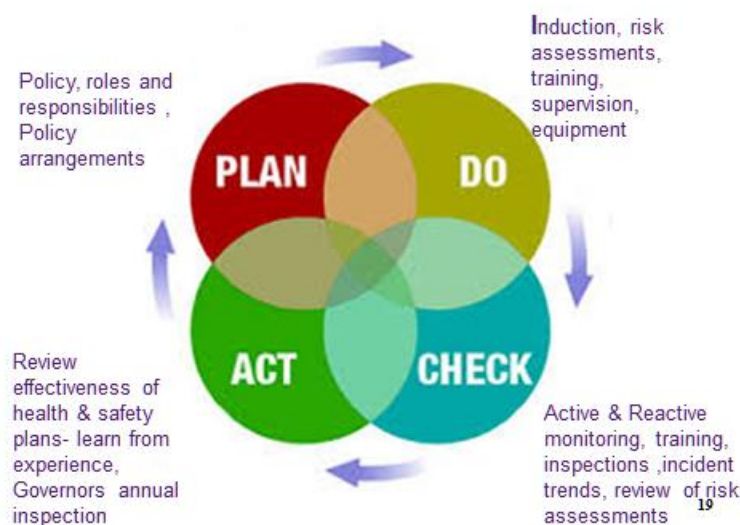 Policy, roles and
responsibilities ,
Policy
arrangements
Induction, risk
assessments,
training,
supervision,
equipment
PLAN
DO
ACT
CHECK
Review
effectiveness of
health & safety
plans- learn from
experience,
Governors annual
inspection
Active & Reactive
monitoring, training,
inspections ,incident
trends, review of risk
assessments
19